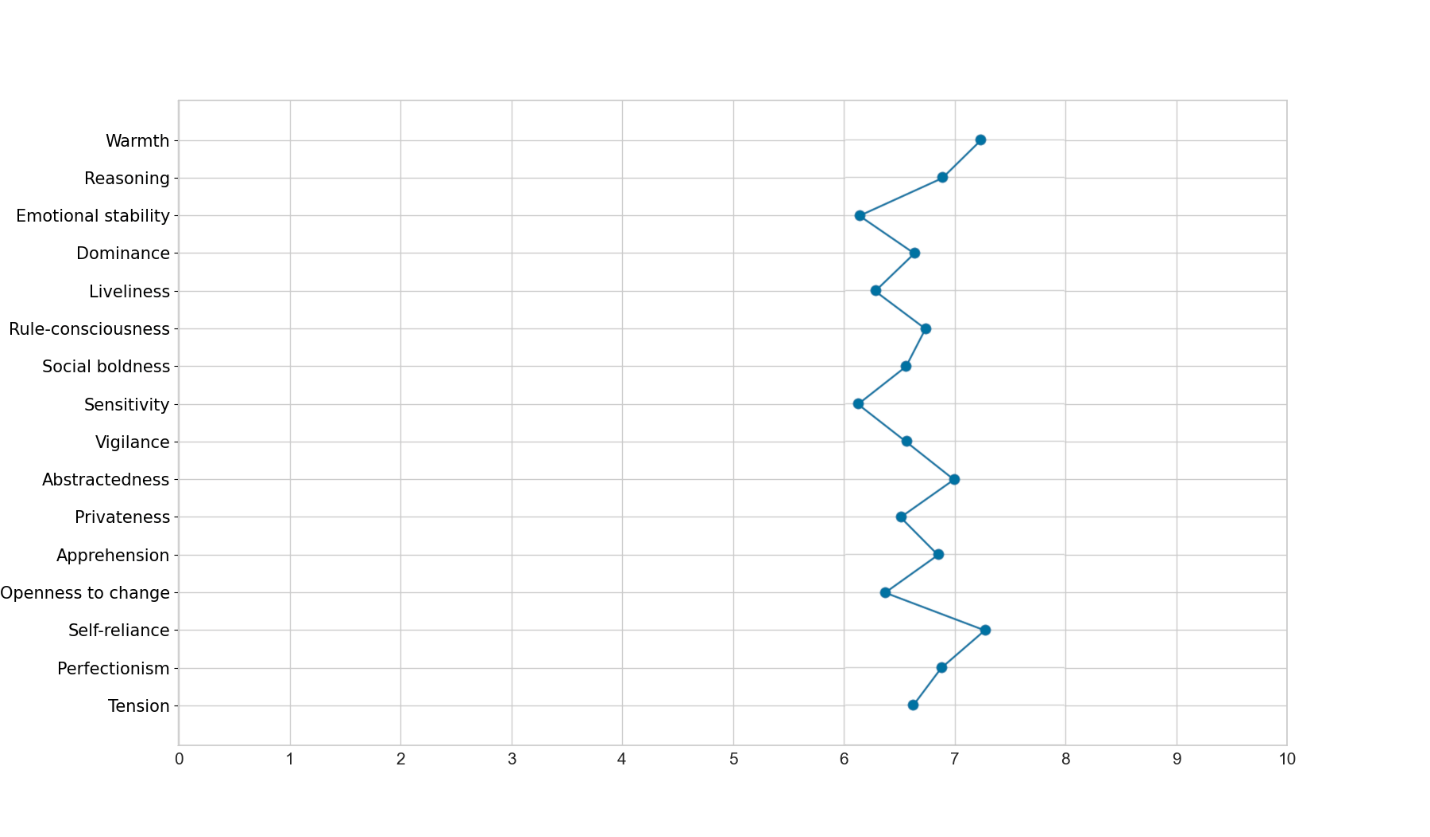 Warmth
Reasoning
Emotional stability
Dominance
Liveliness
Rule-consciousness
Social boldness
Sensitivity
Vigilance
Abstractedness
Privateness
Apprehension
Openness to change
Self-reliance
Perfectionism
Tension
0 1 2 3 4 5 6 7 8 9 10